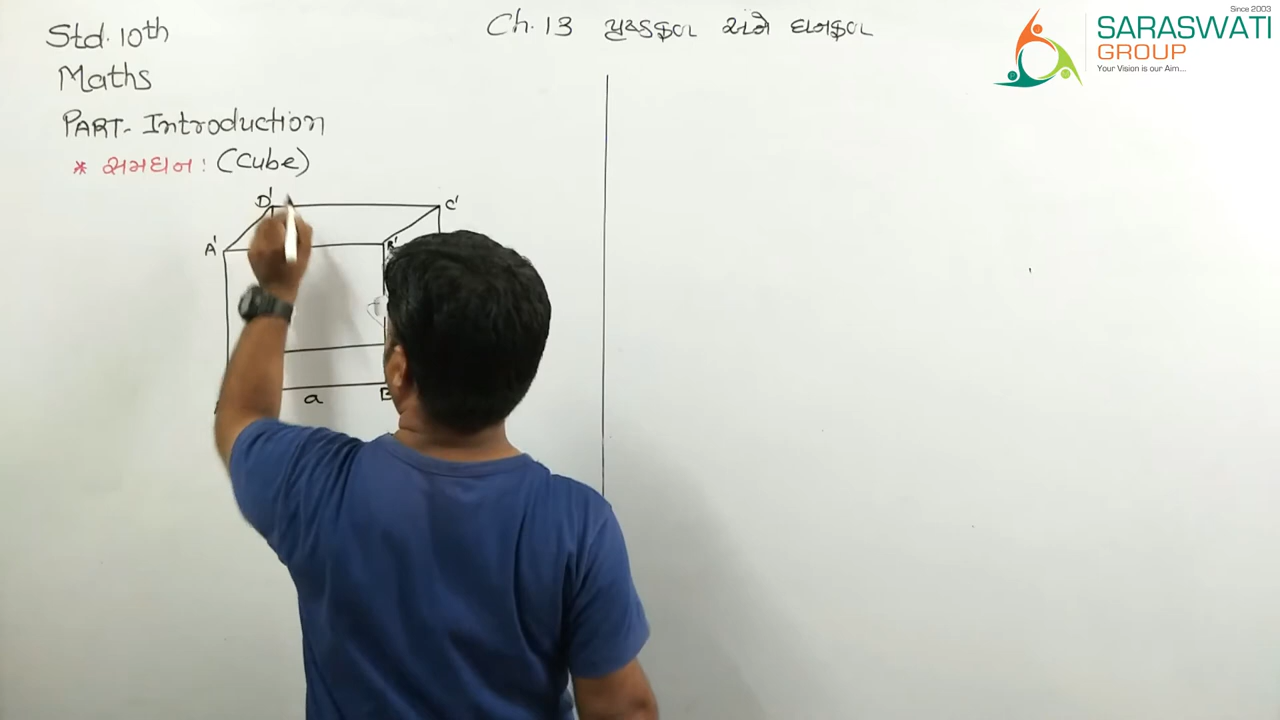 Std. 10th
Ch. 13 પૃષ્ઠફળ અને ઘનફળ
Since 2003
SARASWATI
GROUP
Your Vision is our Aim...
Maths
PART- Introduction
* સમઘન : (Cube)
D' C'
A' B'
a B